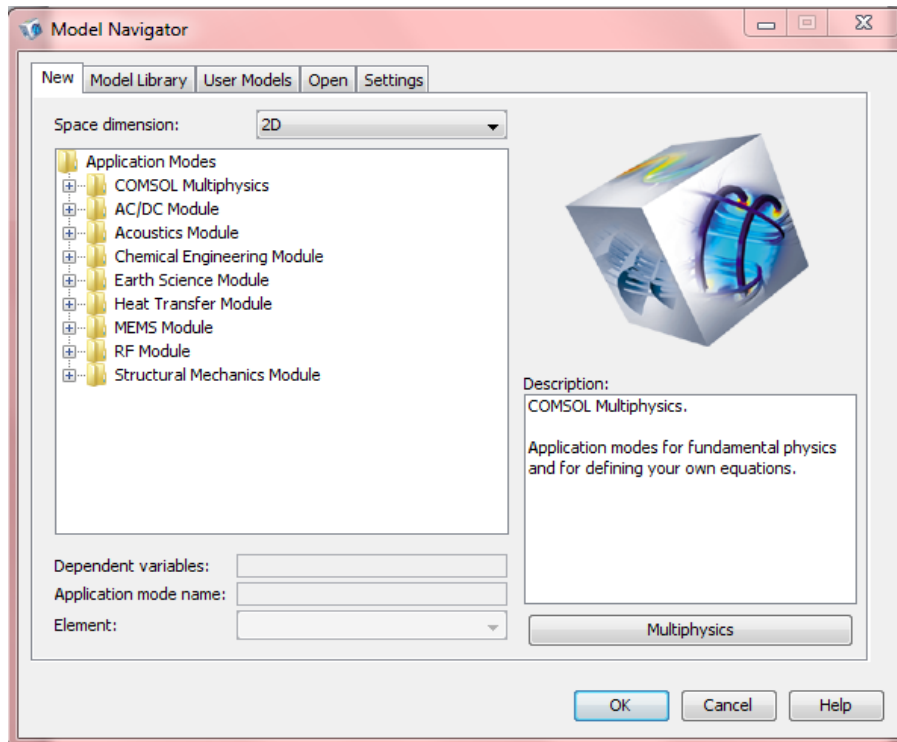 Model Navigator
New
Model Library
User Models
Open
Settings
Space dimension:
2D
Application Modes
COMSOL Multiphysics
AC/DC Module
Acoustics Module
Chemical Engineering Module
Earth Science Module
Heat Transfer Module
MEMS Module
RF Module
Structural Mechanics Module
Description:
COMSOL Multiphysics.
Application modes for fundamental physics
and for defining your own equations.
Dependent variables:
Application mode name:
Element:
Multiphysics
OK
Cancel
Help